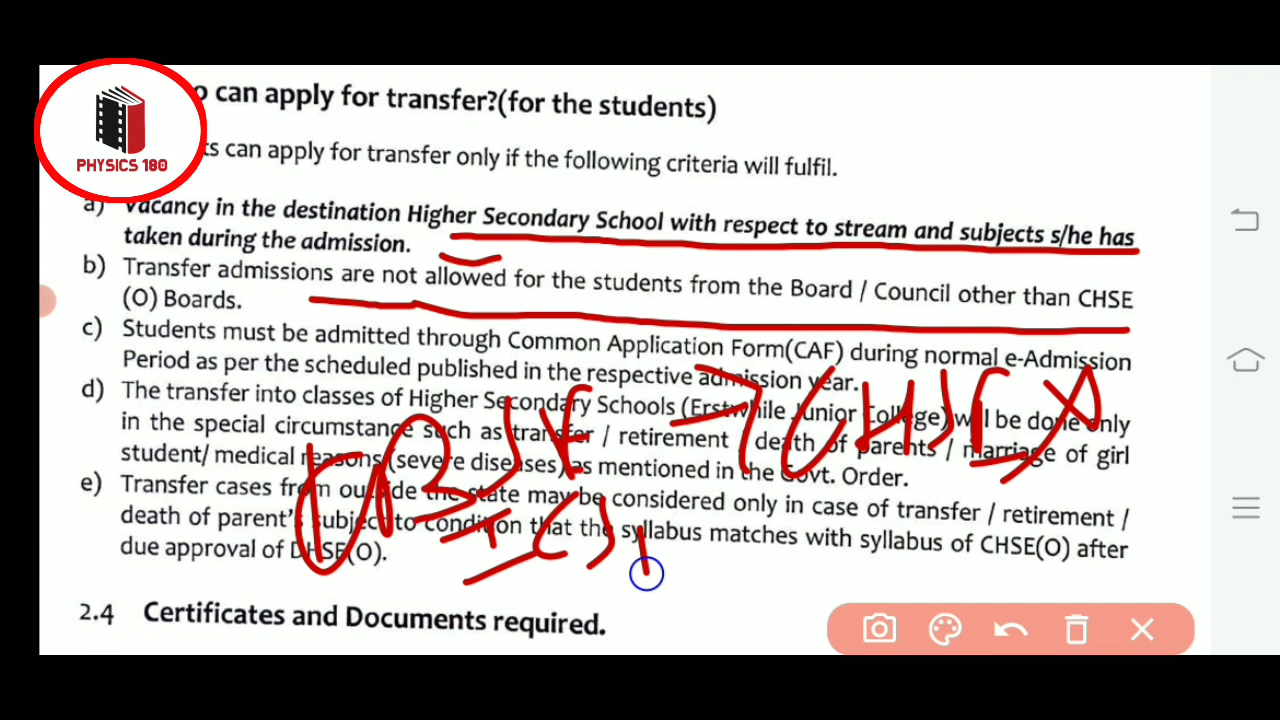 o can apply for transfer?(for the students)
PHYSICS 180
ts can apply for transfer only if the following criteria will fulfil.
a) Vacancy in the destination Higher Secondary School with respect to stream and subjects s/he has
taken during the admission.
b) Transfer admissions are not allowed for the students from the Board / Council other than CHSE
(O) Boards.
c) Students must be admitted through Common Application Form(CAF) during normal e-Admission
Period as per the scheduled published in the respective admission year.
d) The transfer into classes of Higher Secondary Schools (Erstwhile Junior College) will be done only
in the special circumstance such as transfer / retirement / death of parents / marriage of girl
student/ medical reasons (severe diseases) as mentioned in the Govt. Order.
e) Transfer cases from outside the state may be considered only in case of transfer / retirement /
death of parent's subject to condition that the syllabus matches with syllabus of CHSE(O) after
due approval of DHSE(O).
CBSE
CHSE
ICS
2.4 Certificates and Documents required.